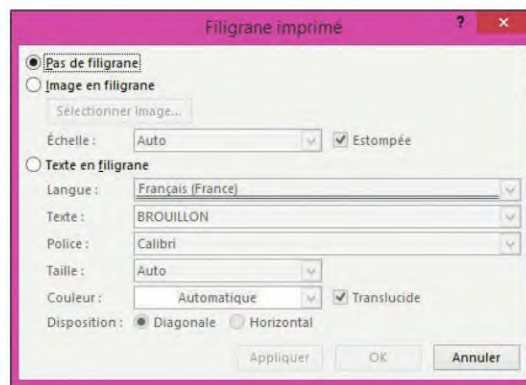 Filigrane imprimé ?
Pas de filigrane
Image en filigrane
Sélectionner Image...
Échelle : Auto Estompée
Texte en filigrane
Langue : Français (France)
Texte : BROUILLON
Police : Calibri
Taille : Auto
Couleur : Automatique Translucide
Disposition : Diagonale Horizontal
Appliquer OK Annuler